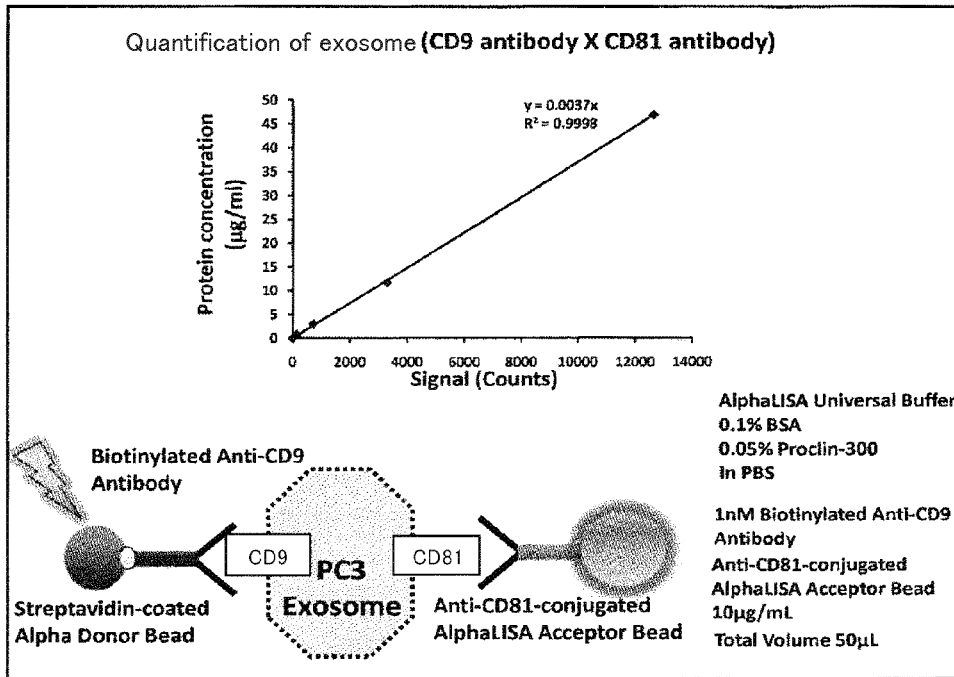 Quantification of exosome (CD9 antibody X CD81 antibody)
y = 0.0037x
R² = 0.9998
50
45
40
35
30
25
20
15
10
5
0
Protein concentration
(µg/ml)
0 2000 4000 6000 8000 10000 12000 14000
Signal (Counts)
AlphaLISA Universal Buffer
0.1% BSA
0.05% Proclin-300
In PBS
Biotinylated Anti-CD9
Antibody
CD9
PC3
Exosome
CD81
Streptavidin-coated
Alpha Donor Bead
Anti-CD81-conjugated
AlphaLISA Acceptor Bead
1nM Biotinylated Anti-CD9
Antibody
Anti-CD81-conjugated
AlphaLISA Acceptor Bead
10µg/mL
Total Volume 50µL